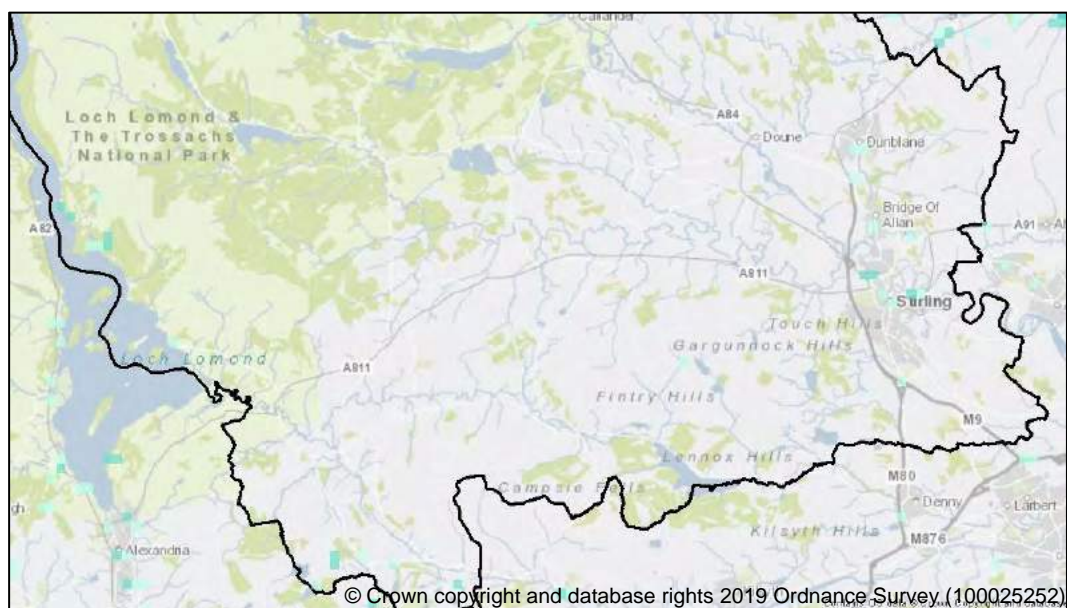 Callander
Loch Lomond &
The Trossachs
National Park
A84
Doune
Dunblane
A82
Bridge Of
Allan
A91
A811
Stirling
Touch Hills
Gargunnock Hills
Loch Lomond
A811
Fintry Hills
M9
Lennox Hills
Campsie Fells
M80
Denny
Larbert
Kilsyth Hills
M876
Alexandria
© Crown copyright and database rights 2019 Ordnance Survey (100025252)